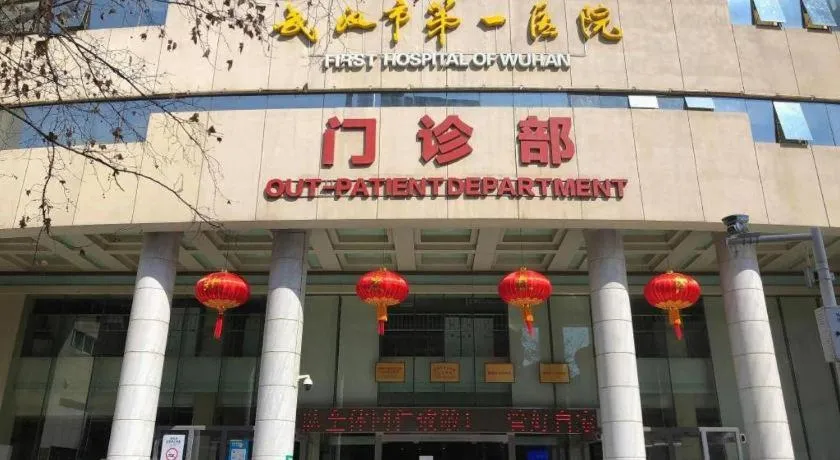 武汉市第一医院
FIRST HOSPITAL OF WUHAN
门诊部
OUT-PATIENT DEPARTMENT